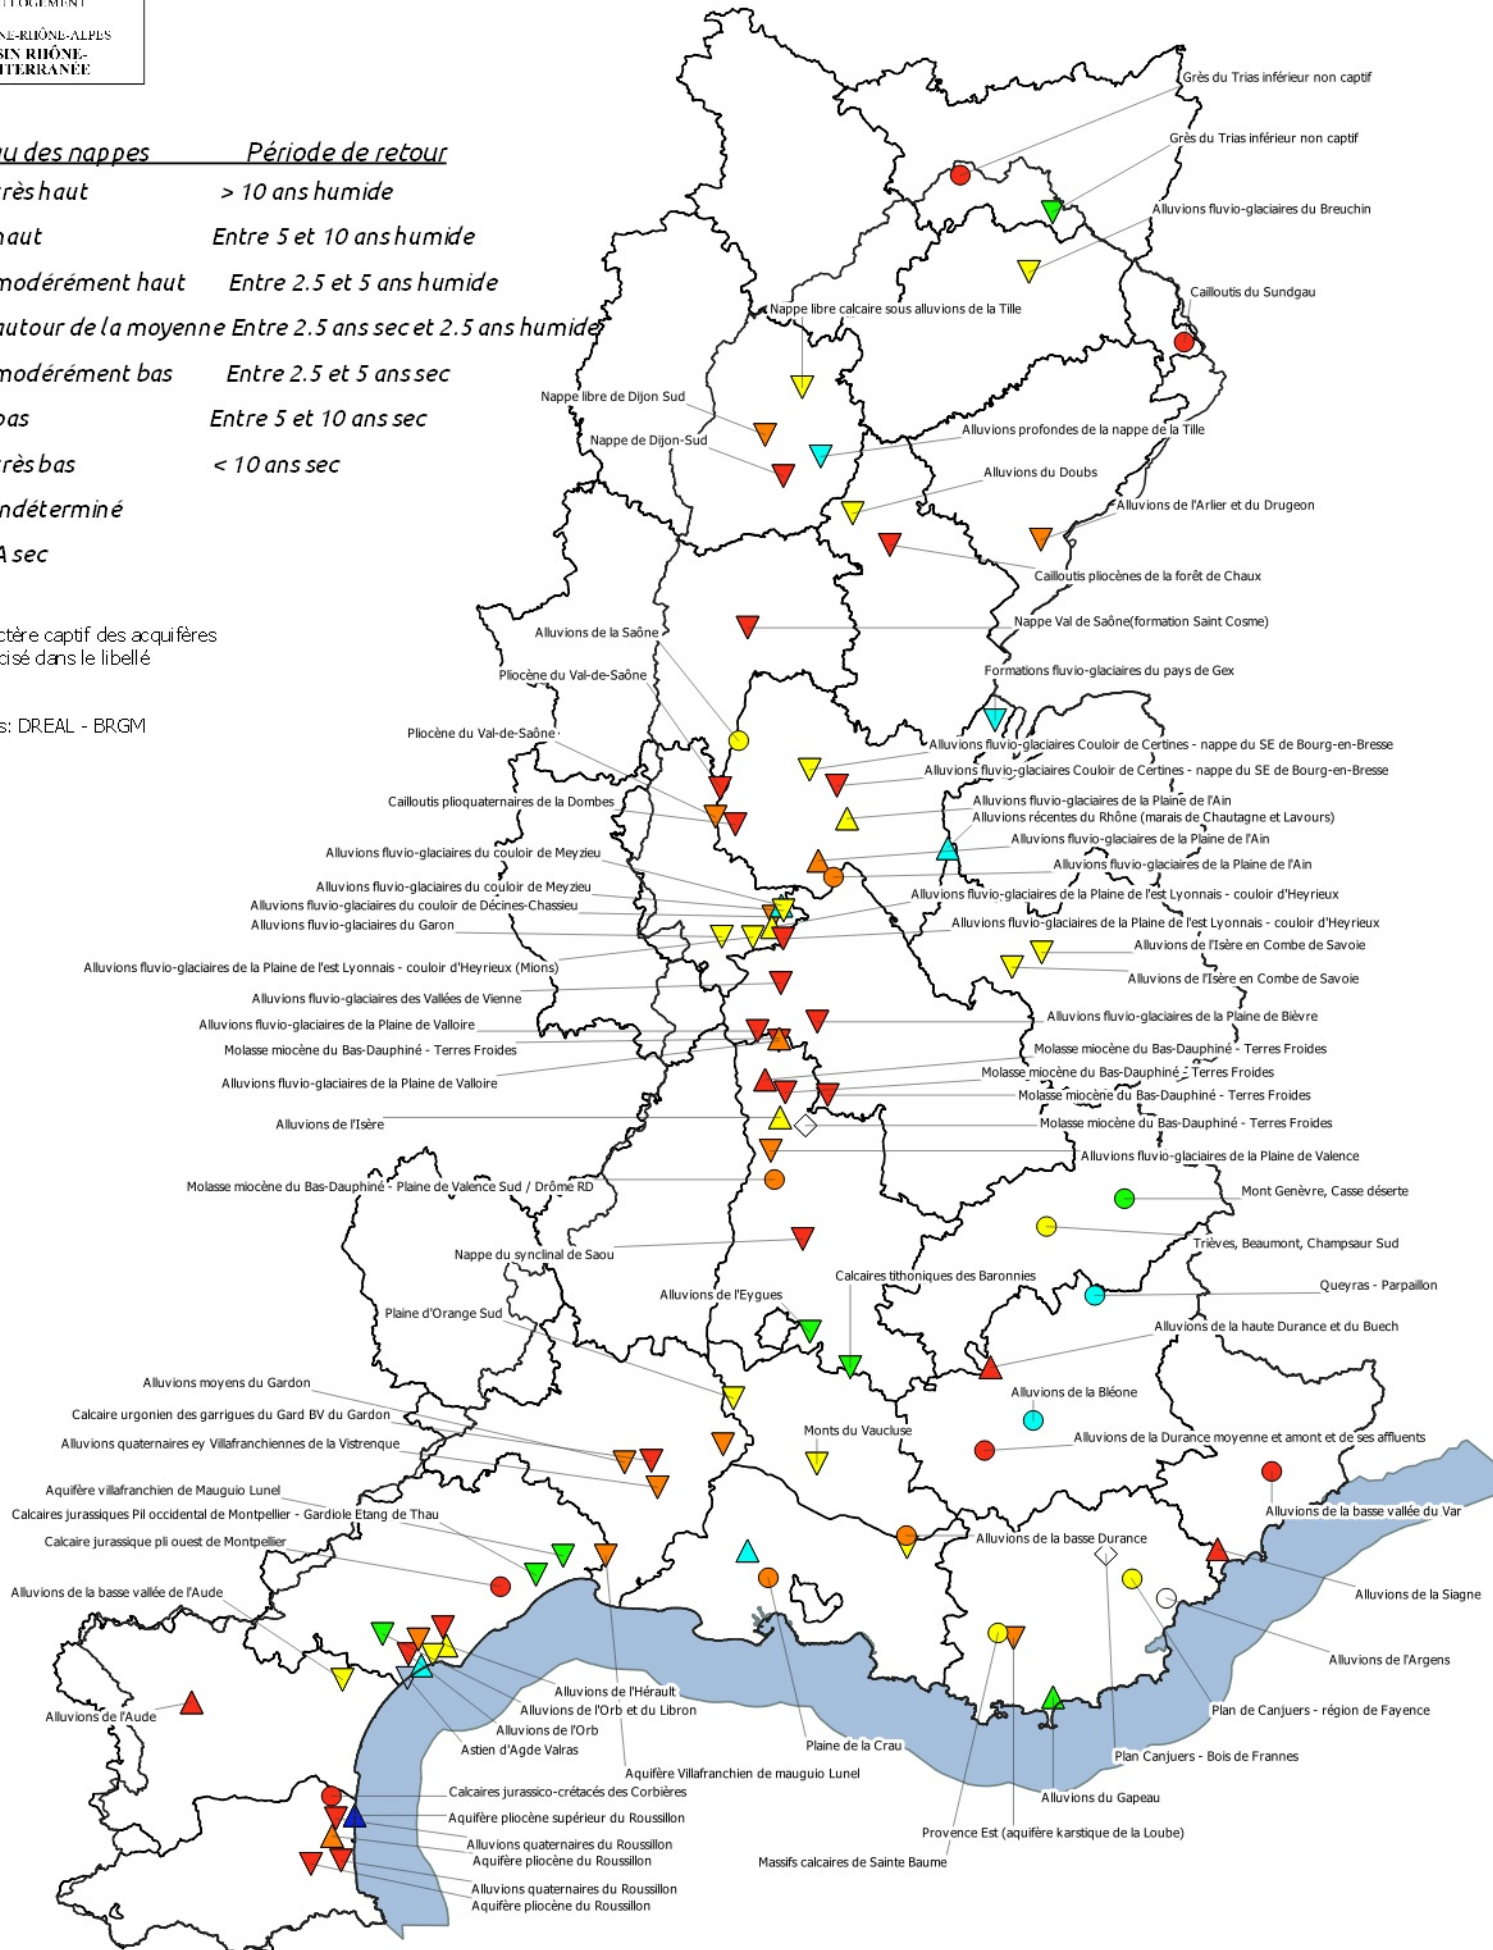 NE-RHÔNE-ALPES
SIN RHÔNE-
ITERRANÉE
au des nappes Période de retour
très haut > 10 ans humide
haut Entre 5 et 10 ans humide
modérément haut Entre 2.5 et 5 ans humide
autour de la moyenne Entre 2.5 ans sec et 2.5 ans humide
modérément bas Entre 2.5 et 5 ans sec
bas Entre 5 et 10 ans sec
très bas < 10 ans sec
indéterminé
A sec
ctère captif des acquifères
cisé dans le libellé
s: DREAL - BRGM
Grès du Trias inférieur non captif
Grès du Trias inférieur non captif
Alluvions fluvio-glaciaires du Breuchin
Cailloutis du Sundgau
Nappe libre calcaire sous alluvions de la Tille
Nappe libre de Dijon Sud
Alluvions profondes de la nappe de la Tille
Nappe de Dijon-Sud
Alluvions du Doubs
Alluvions de l'Arlier et du Drugeon
Cailloutis pliocènes de la forêt de Chaux
Nappe Val de Saône(formation Saint Cosme)
Alluvions de la Saône
Formations fluvio-glaciaires du pays de Gex
Pliocène du Val-de-Saône
Pliocène du Val-de-Saône
Alluvions fluvio-glaciaires Couloir de Certines - nappe du SE de Bourg-en-Bresse
Alluvions fluvio-glaciaires Couloir de Certines - nappe du SE de Bourg-en-Bresse
Cailloutis plioquaternaires de la Dombes
Alluvions fluvio-glaciaires de la Plaine de l'Ain
Alluvions récentes du Rhône (marais de Chautagne et Lavours)
Alluvions fluvio-glaciaires de la Plaine de l'Ain
Alluvions fluvio-glaciaires du couloir de Meyzieu
Alluvions fluvio-glaciaires de la Plaine de l'Ain
Alluvions fluvio-glaciaires du couloir de Meyzieu
Alluvions fluvio-glaciaires de la Plaine de l'est Lyonnais - couloir d'Heyrieux
Alluvions fluvio-glaciaires du couloir de Décines-Chassieu
Alluvions fluvio-glaciaires du Garon
Alluvions fluvio-glaciaires de la Plaine de l'est Lyonnais - couloir d'Heyrieux
Alluvions de l'Isère en Combe de Savoie
Alluvions fluvio-glaciaires de la Plaine de l'est Lyonnais - couloir d'Heyrieux (Mions)
Alluvions de l'Isère en Combe de Savoie
Alluvions fluvio-glaciaires des Vallées de Vienne
Alluvions fluvio-glaciaires de la Plaine de Bièvre
Alluvions fluvio-glaciaires de la Plaine de Valloire
Molasse miocène du Bas-Dauphiné - Terres Froides
Molasse miocène du Bas-Dauphiné - Terres Froides
Molasse miocène du Bas-Dauphiné - Terres Froides
Alluvions fluvio-glaciaires de la Plaine de Valloire
Molasse miocène du Bas-Dauphiné - Terres Froides
Alluvions de l'Isère
Molasse miocène du Bas-Dauphiné - Terres Froides
Alluvions fluvio-glaciaires de la Plaine de Valence
Molasse miocène du Bas-Dauphiné - Plaine de Valence Sud / Drôme RD
Mont Genèvre, Casse déserte
Trièves, Beaumont, Champsaur Sud
Nappe du synclinal de Saou
Calcaires tithoniques des Baronnies
Queyras - Parpaillon
Alluvions de l'Eygues
Plaine d'Orange Sud
Alluvions de la haute Durance et du Buech
Alluvions moyens du Gardon
Alluvions de la Bléone
Calcaire urgonien des garrigues du Gard BV du Gardon
Monts du Vaucluse
Alluvions de la Durance moyenne et amont et de ses affluents
Alluvions quaternaires ey Villafranchiennes de la Vistrenque
Aquifère villafranchien de Mauguio Lunel
Alluvions de la basse vallée du Var
Calcaires jurassiques Pil occidental de Montpellier - Gardiole Etang de Thau
Alluvions de la basse Durance
Calcaire jurassique pli ouest de Montpellier
Alluvions de la basse vallée de l'Aude
Alluvions de la Siagne
Alluvions de l'Argens
Alluvions de l'Hérault
Alluvions de l'Orb et du Libron
Plan de Canjuers - région de Fayence
Alluvions de l'Aude
Alluvions de l'Orb
Plaine de la Crau
Astien d'Agde Valras
Plan Canjuers - Bois de Frannes
Aquifère Villafranchien de mauguio Lunel
Calcaires jurassico-crétacés des Corbières
Alluvions du Gapeau
Aquifère pliocène supérieur du Roussillon
Provence Est (aquifère karstique de la Loube)
Alluvions quaternaires du Roussillon
Aquifère pliocène du Roussillon
Massifs calcaires de Sainte Baume
Alluvions quaternaires du Roussillon
Aquifère pliocène du Roussillon